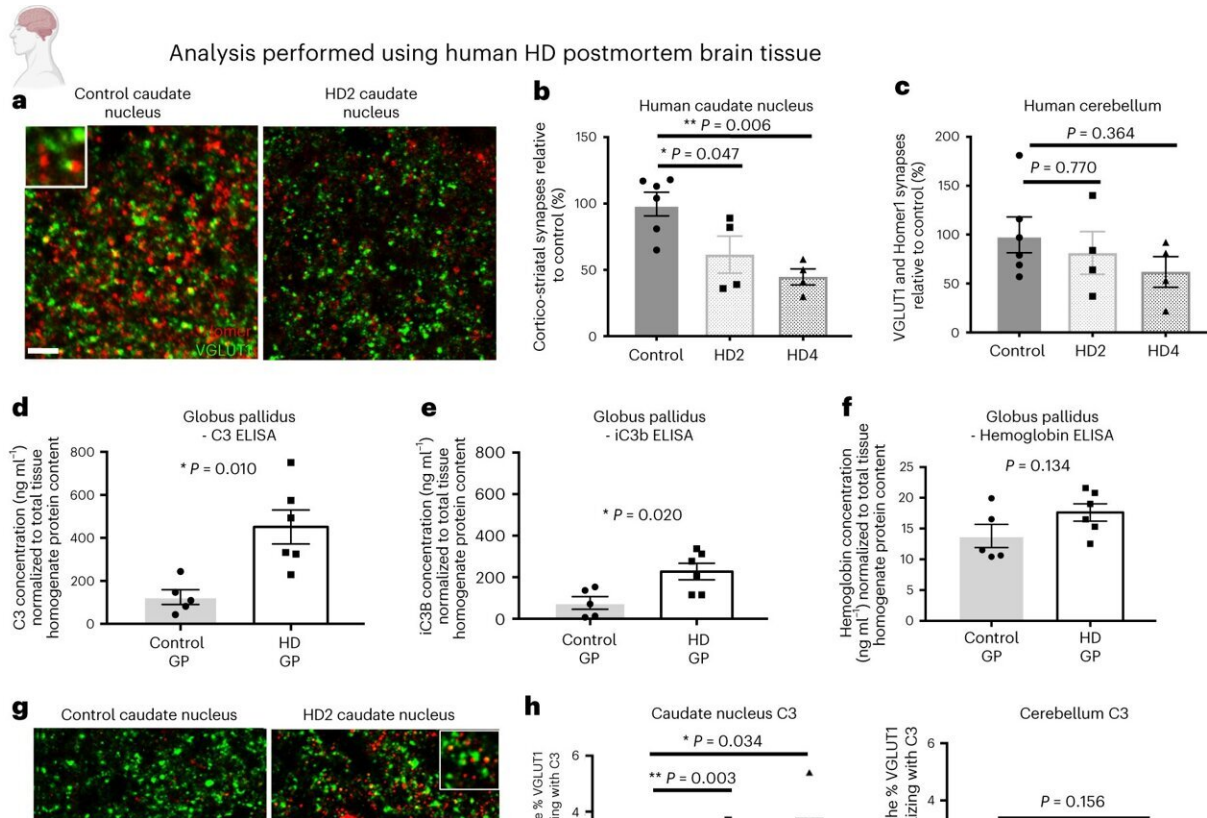 Analysis performed using human HD postmortem brain tissue
a
Control caudate
nucleus
HD2 caudate
nucleus
Homer
VGLUT1
b
Human caudate nucleus
Cortico-striatal synapses relative
to control (%)
150
100
50
0
** P = 0.006
* P = 0.047
Control
HD2
HD4
c
Human cerebellum
VGLUT1 and Homer1 synapses
relative to control (%)
200
150
100
50
0
P = 0.364
P = 0.770
Control
HD2
HD4
d
Globus pallidus
- C3 ELISA
C3 concentration (ng ml⁻¹)
normalized to total tissue
homogenate protein content
800
600
400
200
0
* P = 0.010
Control
GP
HD
GP
e
Globus pallidus
- iC3b ELISA
iC3B concentration (ng ml⁻¹)
normalized to total tissue
homogenate protein content
800
600
400
200
0
* P = 0.020
Control
GP
HD
GP
f
Globus pallidus
- Hemoglobin ELISA
Hemoglobin concentration
(ng ml⁻¹) normalized to total tissue
homogenate protein content
25
20
15
10
5
0
P = 0.134
Control
GP
HD
GP
g
Control caudate nucleus
HD2 caudate nucleus
h
Caudate nucleus C3
% VGLUT1
with C3
6
4
* P = 0.034
** P = 0.003
Cerebellum C3
% VGLUT1
with C3
6
4
P = 0.156